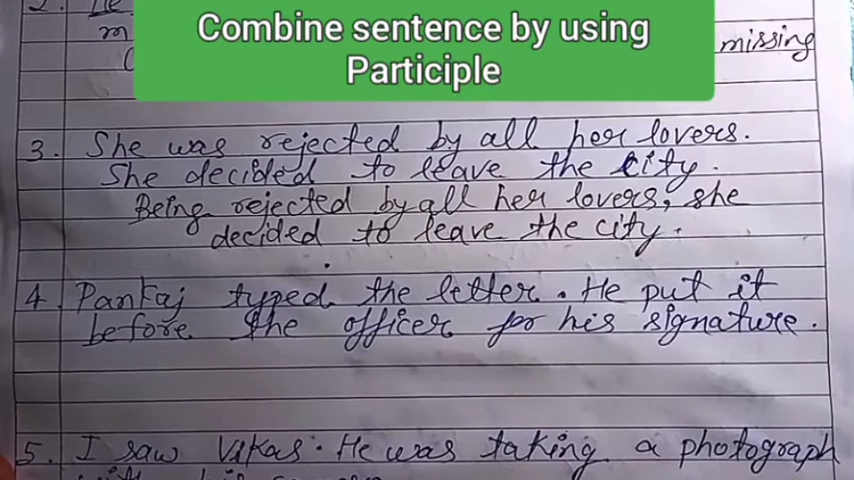 2.
Combine sentence by using
Participle
missing
3. She was rejected by all her lovers.
She decided to leave the city.
Being rejected by all her lovers, she
decided to leave the city.
4. Pankaj typed the letter. He put it
before the officer for his signature.
5. I saw Vikas. He was taking a photograph